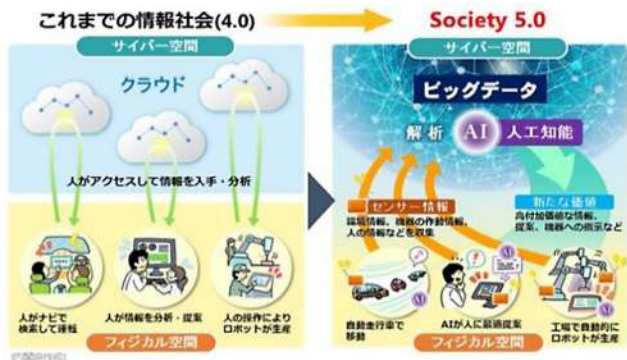 これまでの情報社会(4.0)
Society 5.0
サイバー空間
クラウド
人がアクセスして情報を入手・分析
人がナビで
検索して運転
人が情報を分析・提案
人の操作により
ロボットが生産
フィジカル空間
サイバー空間
ビッグデータ
解析 AI 人工知能
センサー情報
環境情報、機器の作動情報、
人の情報などを収集
新たな価値
高付加価値な情報、
提案、機器への指示など
AI
AI
AI
自動走行車で
移動
AIが人に最適提案
工場で自動的に
ロボットが生産
フィジカル空間